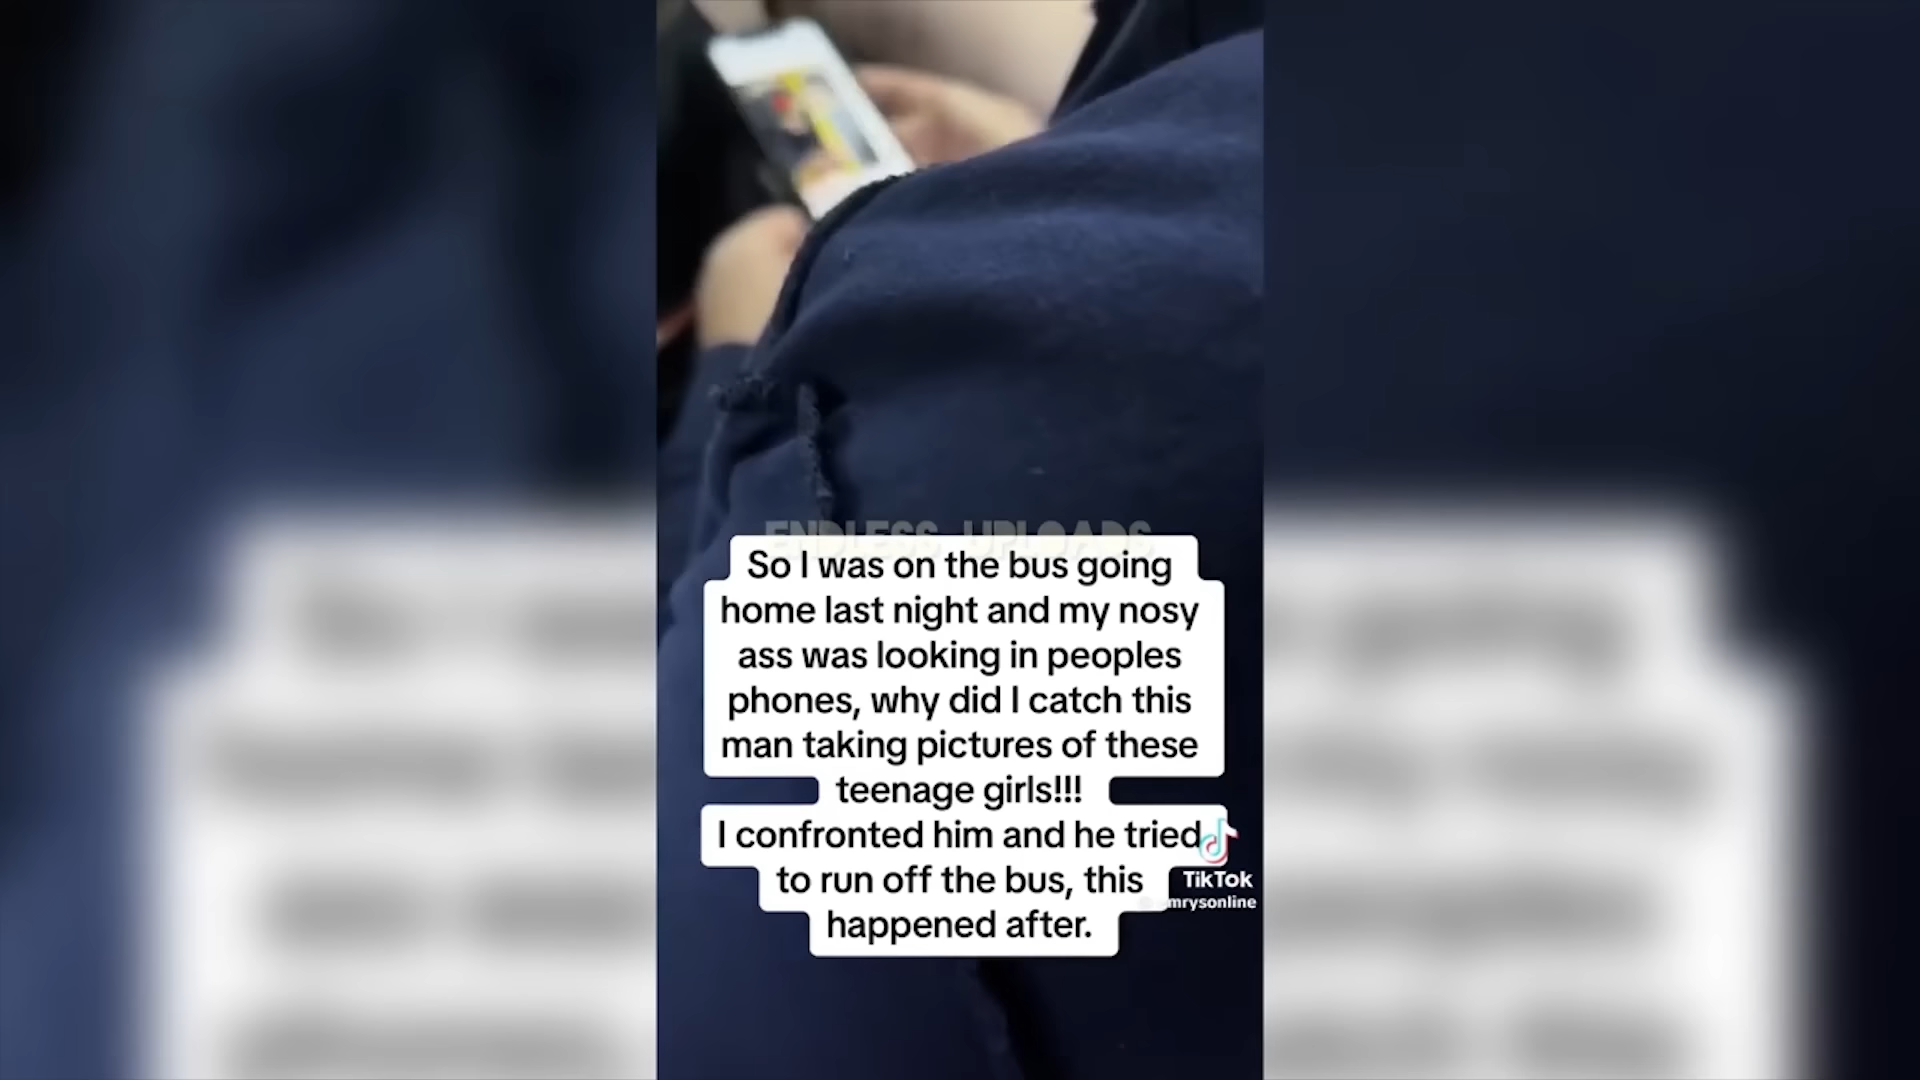 ENDLESS UPLOADS
So I was on the bus going
home last night and my nosy
ass was looking in peoples
phones, why did I catch this
man taking pictures of these
teenage girls!!!
I confronted him and he tried
to run off the bus, this
happened after.
TikTok